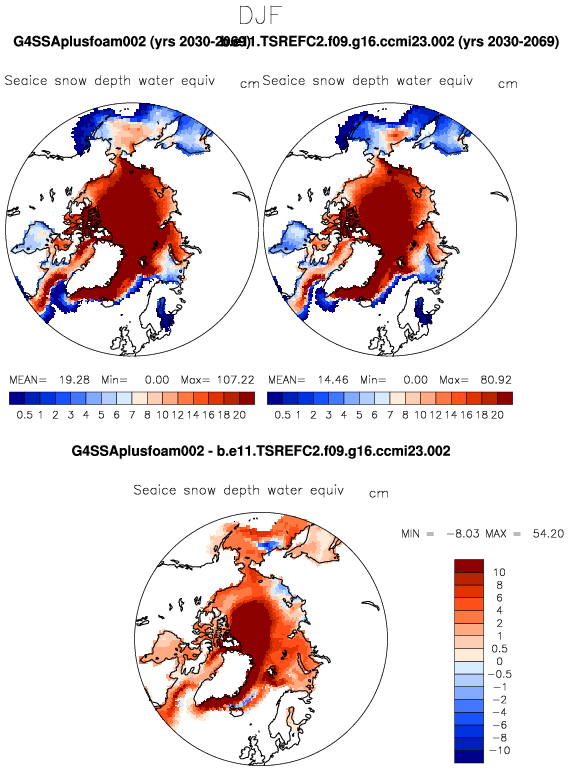 DJF
G4SSAplusfoam002 (yrs 2030-2069) b.e11.TSREFC2.f09.g16.ccmi23.002 (yrs 2030-2069)
Seaice snow depth water equiv cm Seaice snow depth water equiv cm
MEAN= 19.28 Min= 0.00 Max= 107.22 MEAN= 14.46 Min= 0.00 Max= 80.92
0.5 1 2 3 4 5 6 7 8 10 12 14 16 18 20 0.5 1 2 3 4 5 6 7 8 10 12 14 16 18 20
G4SSAplusfoam002 - b.e11.TSREFC2.f09.g16.ccmi23.002
Seaice snow depth water equiv cm
MIN = -8.03 MAX = 54.20
10
8
6
4
2
1
0.5
0
-0.5
-1
-2
-4
-6
-8
-10